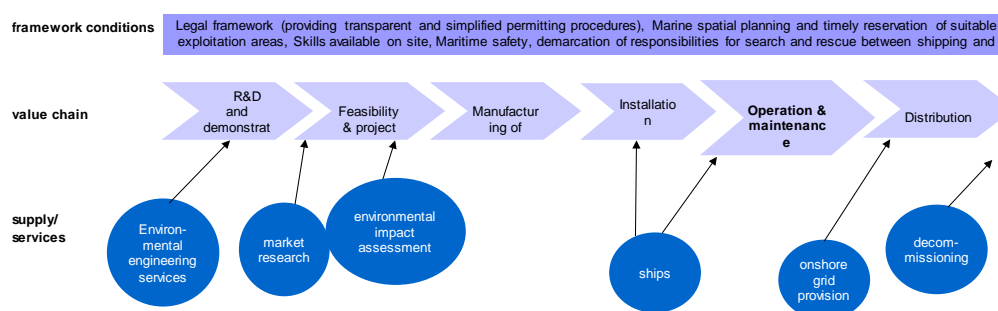 framework conditions
Legal framework (providing transparent and simplified permitting procedures), Marine spatial planning and timely reservation of suitable
exploitation areas, Skills available on site, Maritime safety, demarcation of responsibilities for search and rescue between shipping and
value chain
R&D
and
demonstrat
Feasibility
& project
Manufactur
ing of
Installatio
n
Operation &
maintenanc
e
Distribution
supply/
services
Environ-
mental
engineering
services
market
research
environmental
impact
assessment
ships
onshore
grid
provision
decom-
missioning